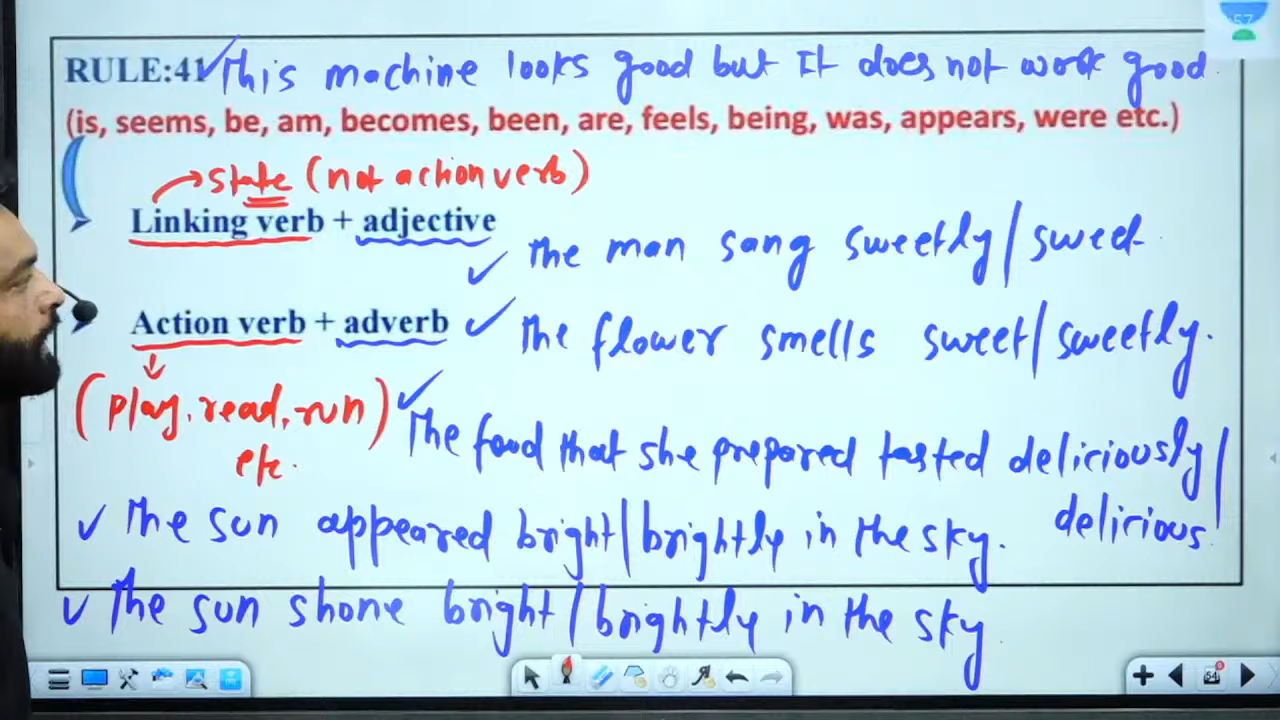 RULE:41 This machine looks good but It does not work good
(is, seems, be, am, becomes, been, are, feels, being, was, appears, were etc.)
state (not action verb)
Linking verb + adjective
The man sang sweetly/sweet.
Action verb + adverb
The flower smells sweet/sweetly.
(play, read, run)
etc.
The food that she prepared tasted deliciously/
delicious.
The sun appeared bright/brightly in the sky.
The sun shone bright/brightly in the sky
57
54